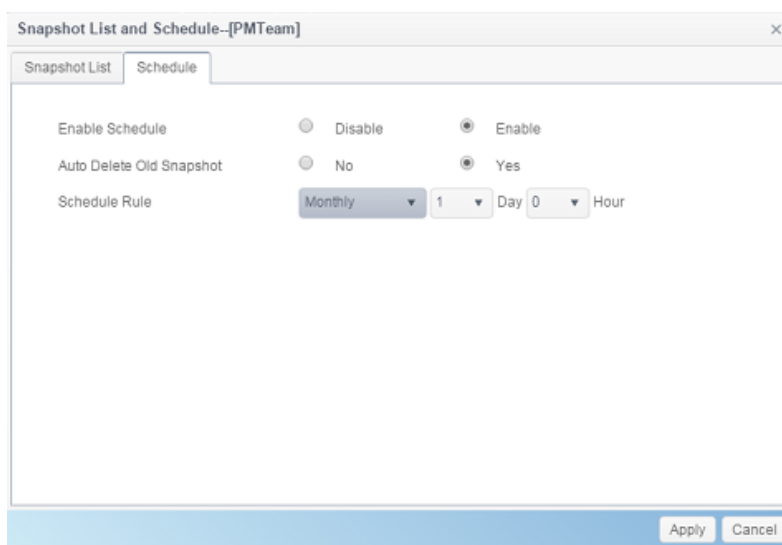 Snapshot List and Schedule--[PMTeam]
Snapshot List Schedule
Enable Schedule Disable Enable
Auto Delete Old Snapshot No Yes
Schedule Rule Monthly 1 Day 0 Hour
Apply Cancel